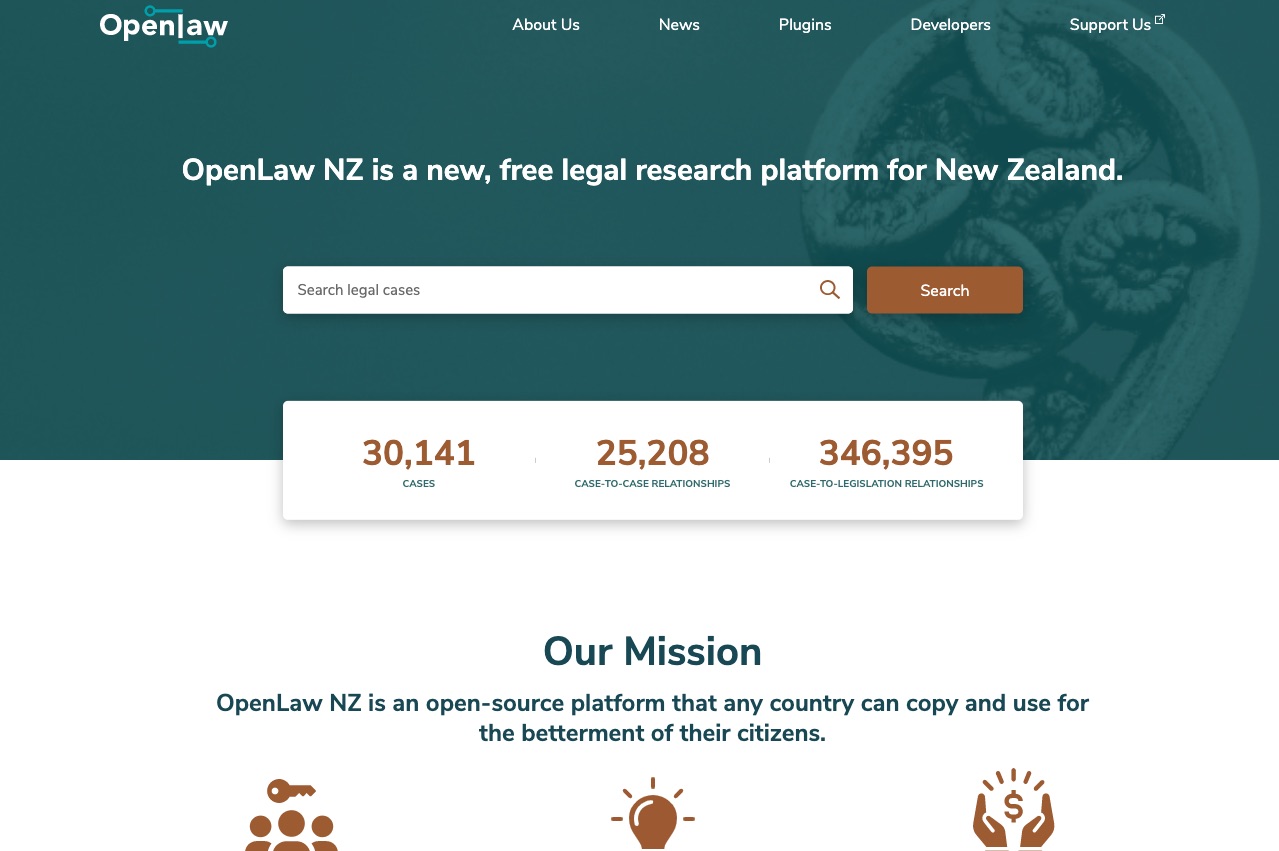 Openlaw
About Us
News
Plugins
Developers
Support Us
OpenLaw NZ is a new, free legal research platform for New Zealand.
Search legal cases
Search
30,141
CASES
25,208
CASE-TO-CASE RELATIONSHIPS
346,395
CASE-TO-LEGISLATION RELATIONSHIPS
Our Mission
OpenLaw NZ is an open-source platform that any country can copy and use for
the betterment of their citizens.
$